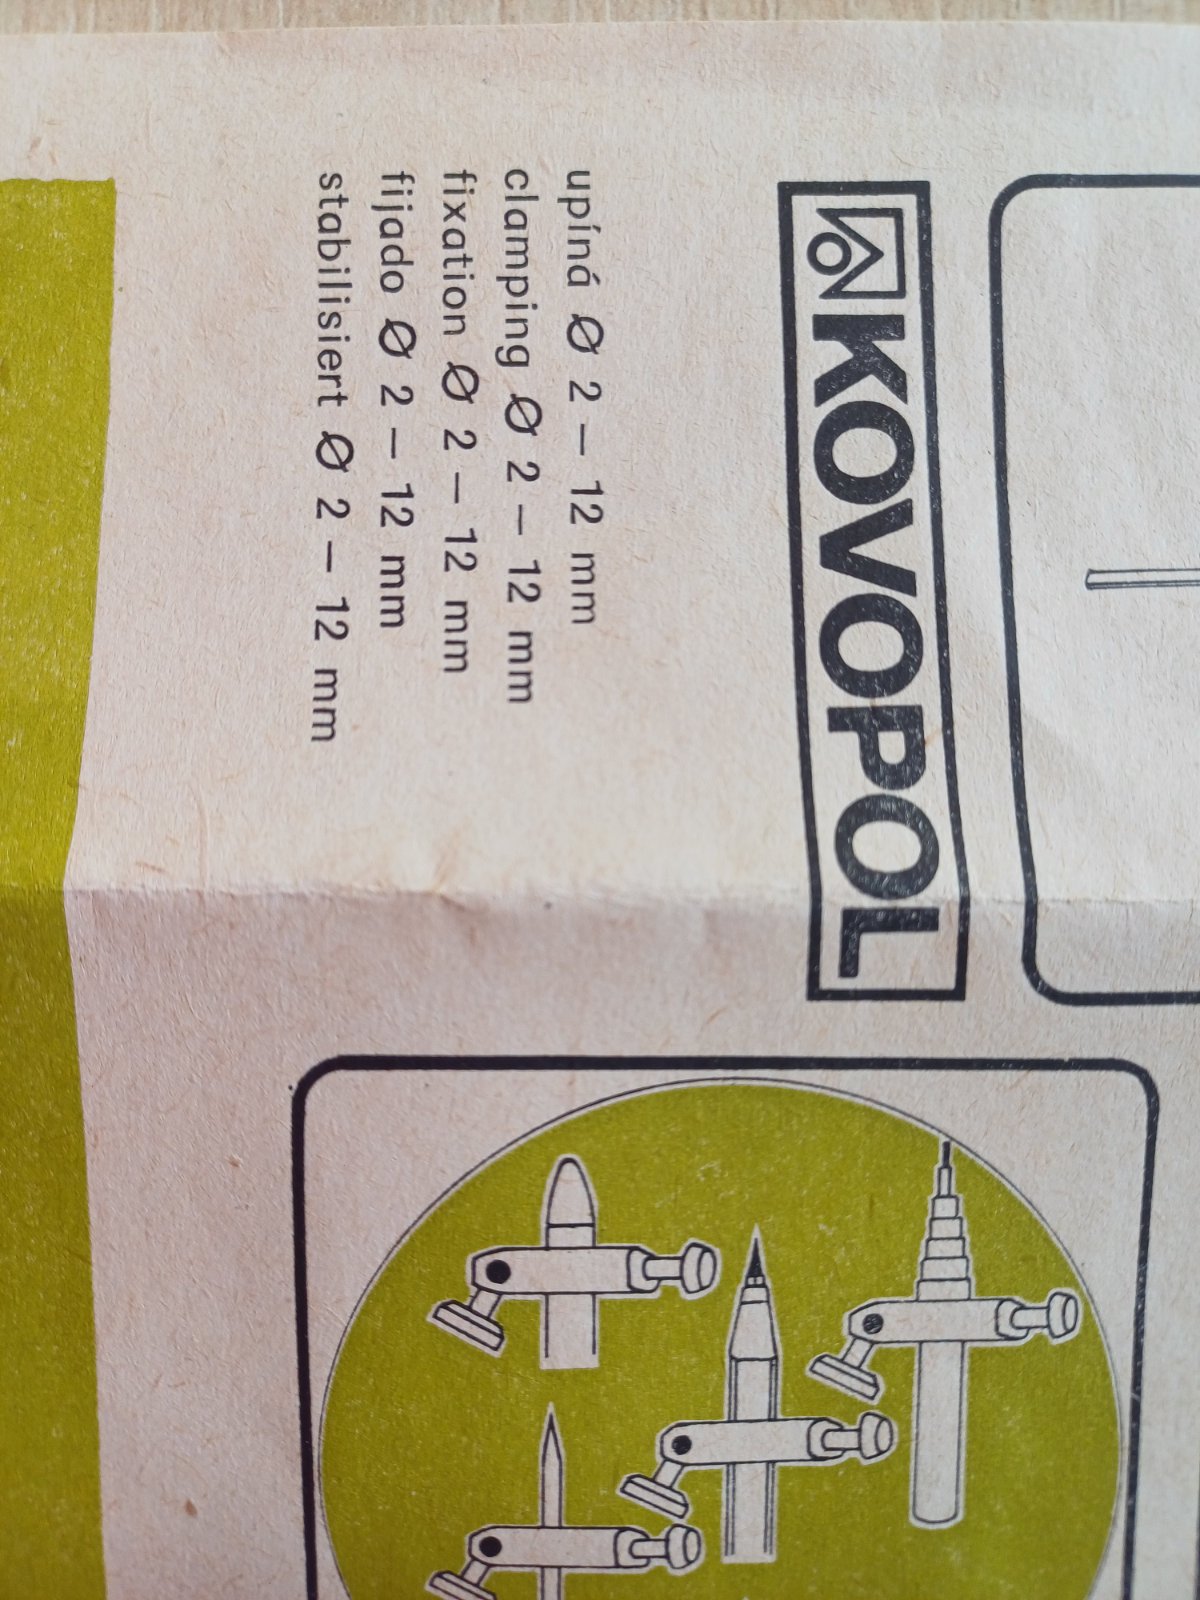 KOVOPOL
upíná Ø 2 – 12 mm
clamping Ø 2 – 12 mm
fixation Ø 2 – 12 mm
fijado Ø 2 – 12 mm
stabilisiert Ø 2 – 12 mm